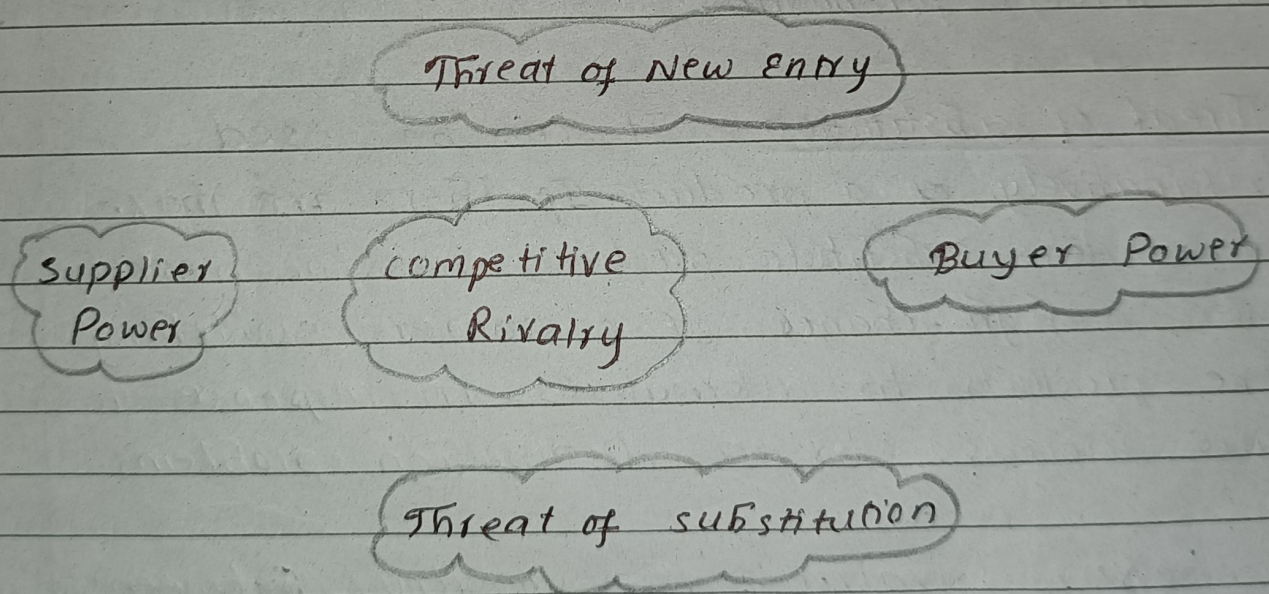 Threat of New Entry
Supplier
Power
competitive
Rivalry
Buyer Power
Threat of substitution